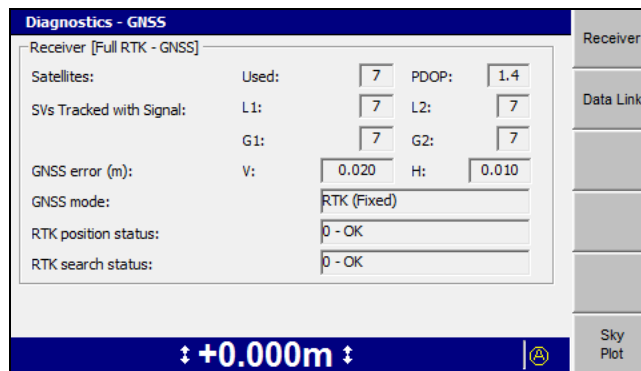 Diagnostics - GNSS
Receiver [Full RTK - GNSS]
Satellites: Used: 7 PDOP: 1.4
SVs Tracked with Signal: L1: 7 L2: 7
G1: 7 G2: 7
GNSS error (m): V: 0.020 H: 0.010
GNSS mode: RTK (Fixed)
RTK position status: 0 - OK
RTK search status: 0 - OK
+0.000m
A
Receiver
Data Link
Sky
Plot